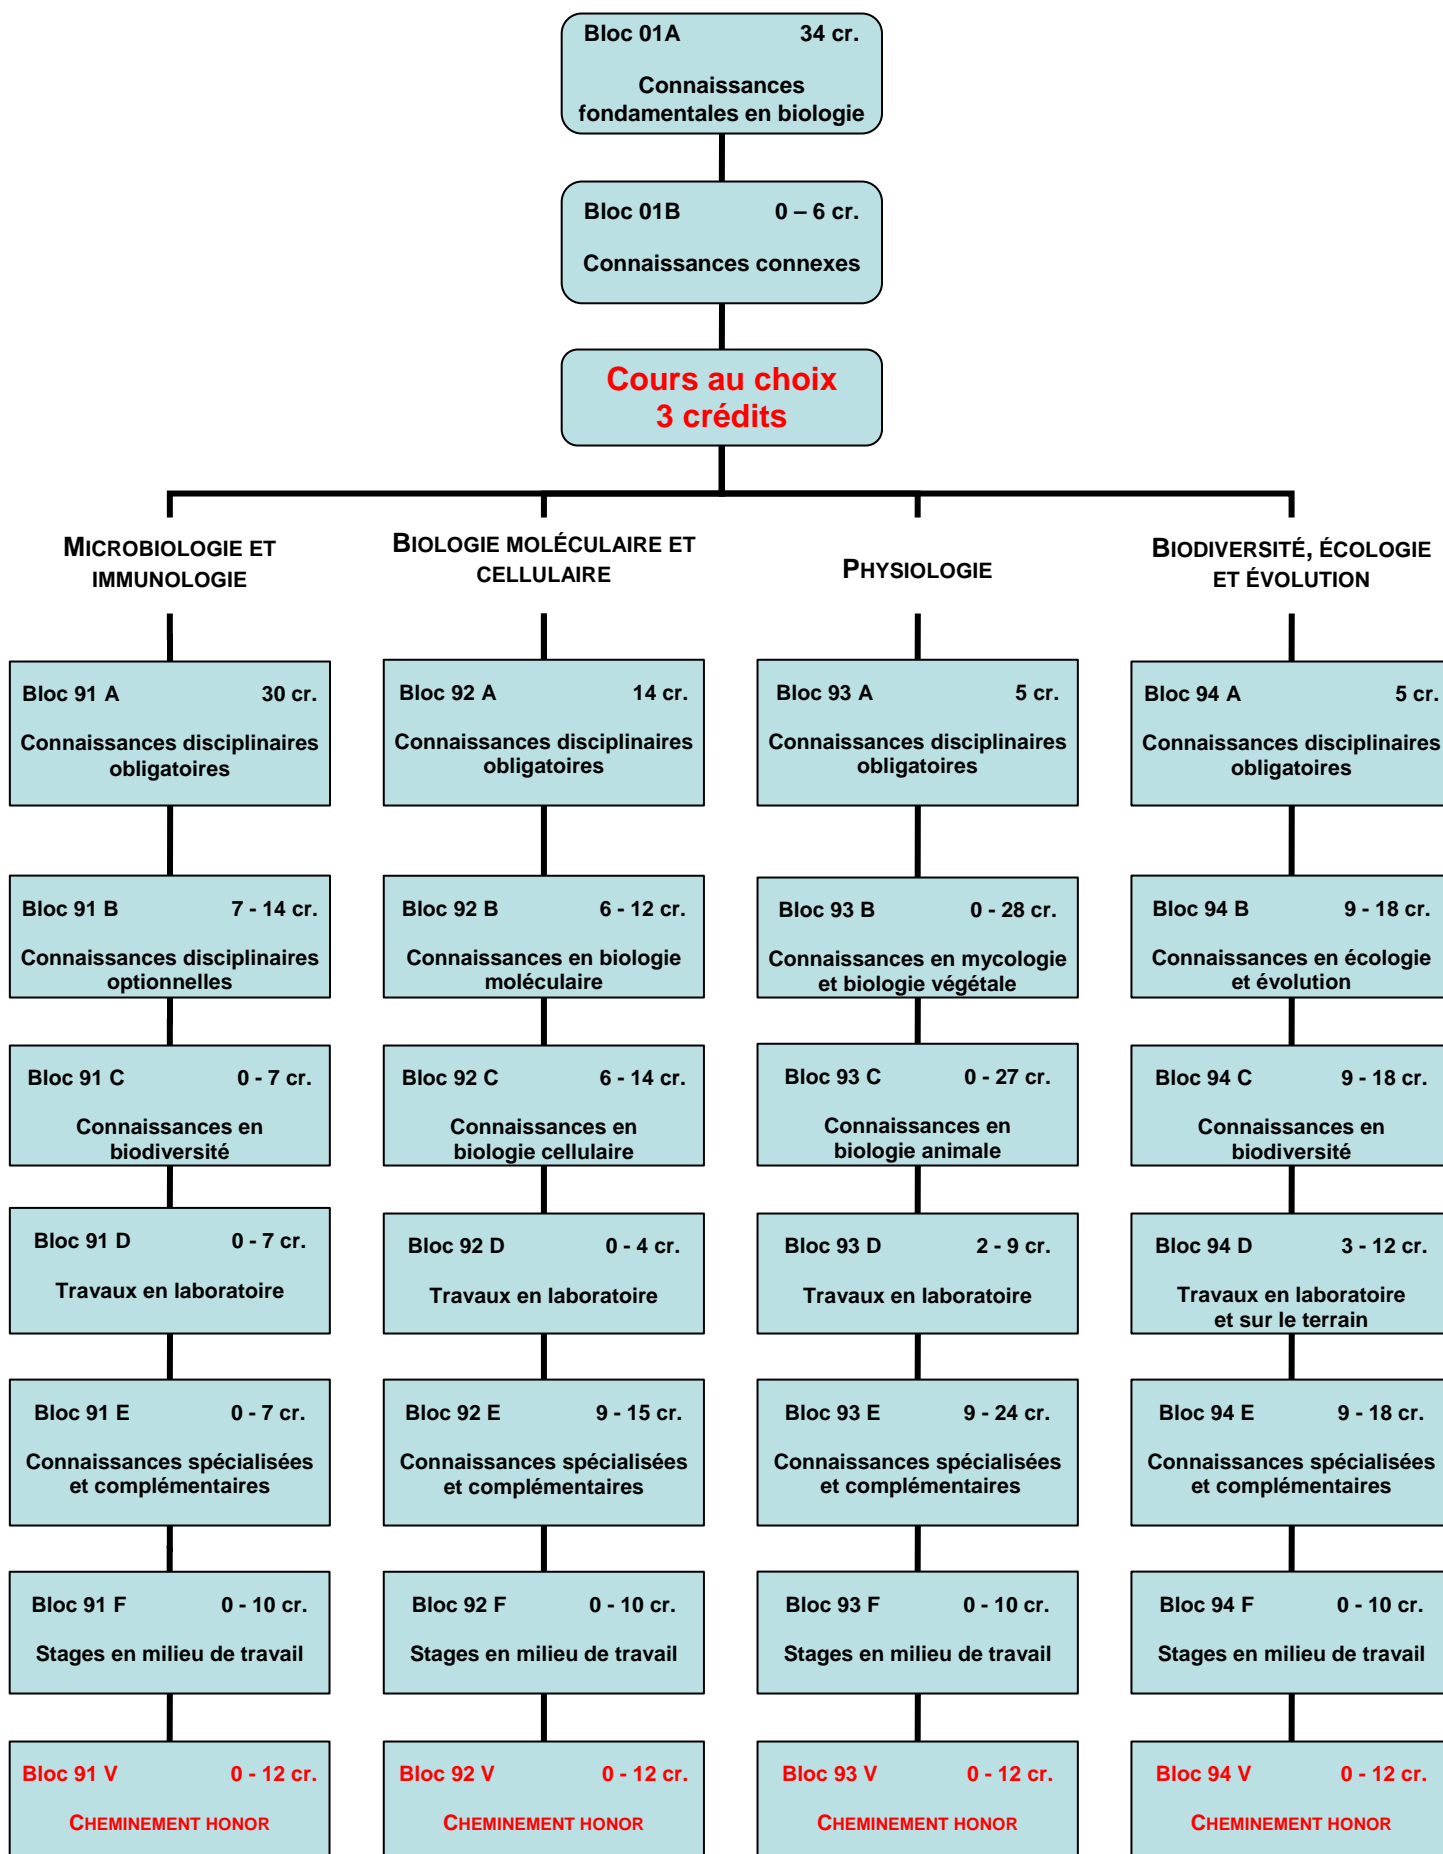 Bloc 01A 34 cr.
Connaissances
fondamentales en biologie
Bloc 01B 0 – 6 cr.
Connaissances connexes
Cours au choix
3 crédits
MICROBIOLOGIE ET
IMMUNOLOGIE
BIOLOGIE MOLÉCULAIRE ET
CELLULAIRE
PHYSIOLOGIE
BIODIVERSITÉ, ÉCOLOGIE
ET ÉVOLUTION
Bloc 91 A 30 cr.
Connaissances disciplinaires
obligatoires
Bloc 92 A 14 cr.
Connaissances disciplinaires
obligatoires
Bloc 93 A 5 cr.
Connaissances disciplinaires
obligatoires
Bloc 94 A 5 cr.
Connaissances disciplinaires
obligatoires
Bloc 91 B 7 - 14 cr.
Connaissances disciplinaires
optionnelles
Bloc 92 B 6 - 12 cr.
Connaissances en biologie
moléculaire
Bloc 93 B 0 - 28 cr.
Connaissances en mycologie
et biologie végétale
Bloc 94 B 9 - 18 cr.
Connaissances en écologie
et évolution
Bloc 91 C 0 - 7 cr.
Connaissances en
biodiversité
Bloc 92 C 6 - 14 cr.
Connaissances en
biologie cellulaire
Bloc 93 C 0 - 27 cr.
Connaissances en
biologie animale
Bloc 94 C 9 - 18 cr.
Connaissances en
biodiversité
Bloc 91 D 0 - 7 cr.
Travaux en laboratoire
Bloc 92 D 0 - 4 cr.
Travaux en laboratoire
Bloc 93 D 2 - 9 cr.
Travaux en laboratoire
Bloc 94 D 3 - 12 cr.
Travaux en laboratoire
et sur le terrain
Bloc 91 E 0 - 7 cr.
Connaissances spécialisées
et complémentaires
Bloc 92 E 9 - 15 cr.
Connaissances spécialisées
et complémentaires
Bloc 93 E 9 - 24 cr.
Connaissances spécialisées
et complémentaires
Bloc 94 E 9 - 18 cr.
Connaissances spécialisées
et complémentaires
Bloc 91 F 0 - 10 cr.
Stages en milieu de travail
Bloc 92 F 0 - 10 cr.
Stages en milieu de travail
Bloc 93 F 0 - 10 cr.
Stages en milieu de travail
Bloc 94 F 0 - 10 cr.
Stages en milieu de travail
Bloc 91 V 0 - 12 cr.
CHEMINEMENT HONOR
Bloc 92 V 0 - 12 cr.
CHEMINEMENT HONOR
Bloc 93 V 0 - 12 cr.
CHEMINEMENT HONOR
Bloc 94 V 0 - 12 cr.
CHEMINEMENT HONOR